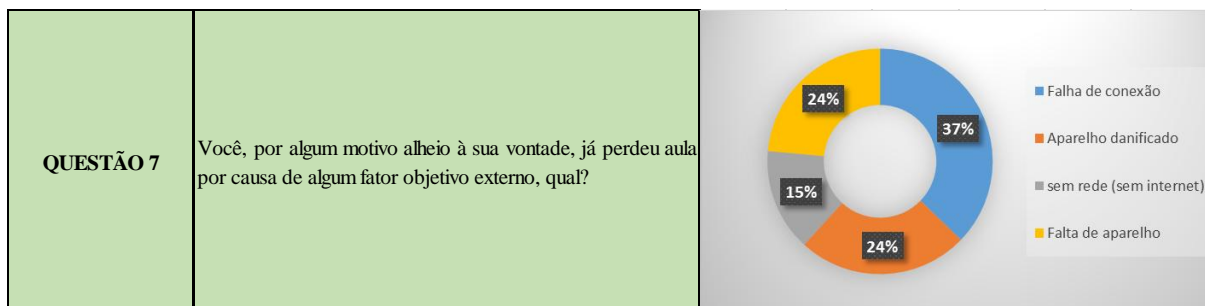 QUESTÃO 7
Você, por algum motivo alheio à sua vontade, já perdeu aula
por causa de algum fator objetivo externo, qual?
24%
37%
15%
24%
Falha de conexão
Aparelho danificado
sem rede (sem internet)
Falta de aparelho